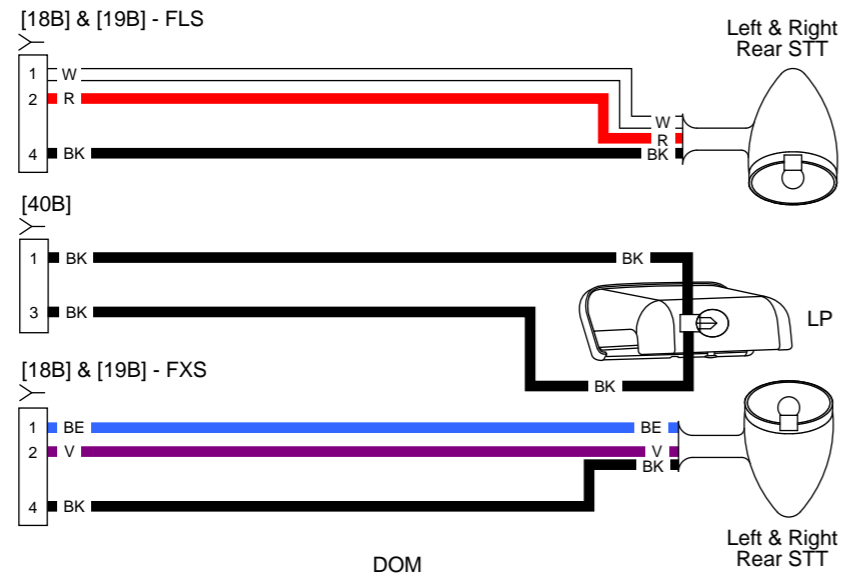 [18B] & [19B] - FLS
Left & Right
Rear STT
1 W
2 R
W
R
4 BK
BK
[40B]
1 BK
BK
3 BK
LP
BK
[18B] & [19B] - FXS
1 BE
BE
2 V
V
BK
4 BK
Left & Right
Rear STT
DOM